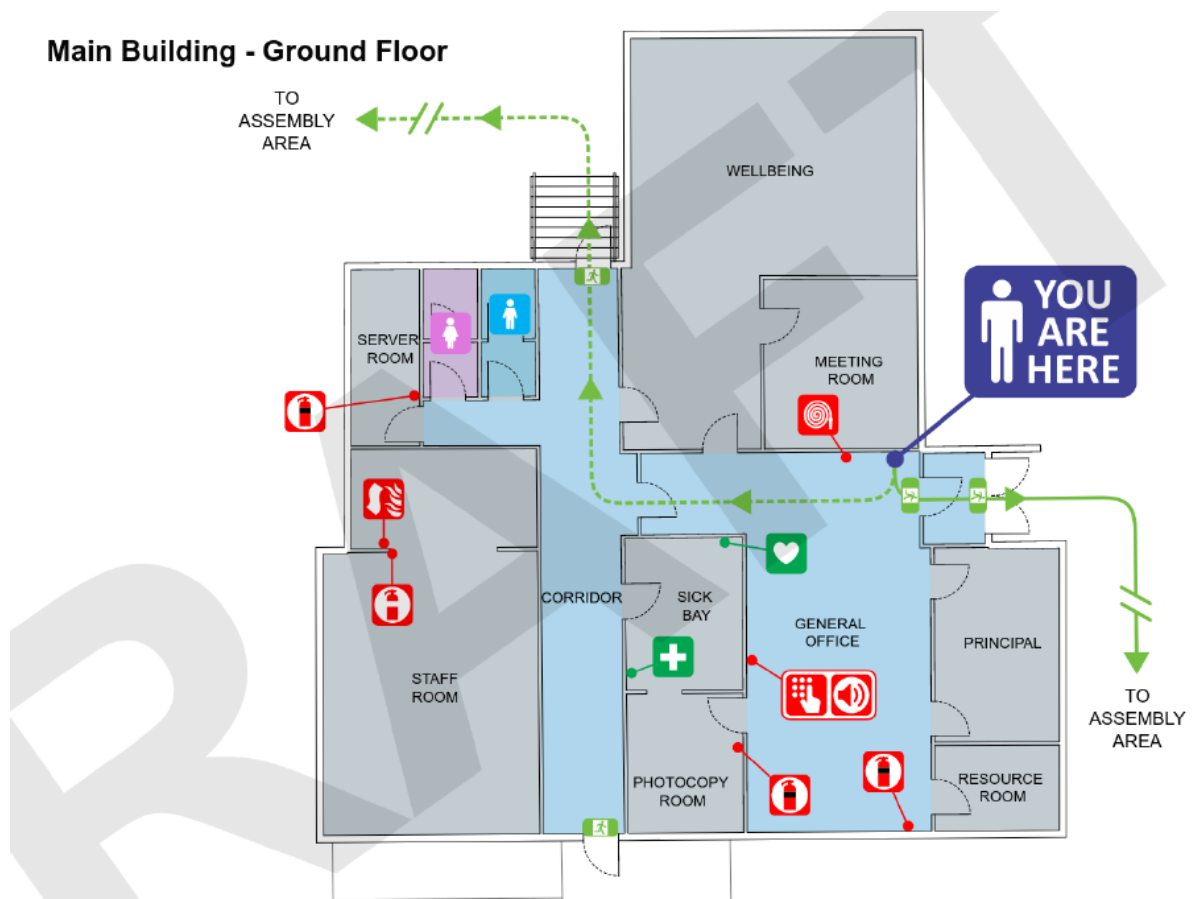 Main Building - Ground Floor
TO
ASSEMBLY
AREA
WELLBEING
YOU
ARE
HERE
SERVER
ROOM
MEETING
ROOM
CORRIDOR
SICK
BAY
GENERAL
OFFICE
PRINCIPAL
STAFF
ROOM
TO
ASSEMBLY
AREA
PHOTOCOPY
ROOM
RESOURCE
ROOM
RAFT